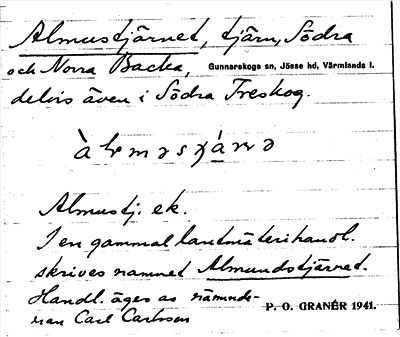 Almustjärnet, tjärn, Södra
och Norra Backa, Gunnarskogs sn, Jösse hd, Värmlands l.
delvis även i Södra Treskog.
Almustj. ek.
I en gammal lantmäterihandl.
skrives namnet Almundstjärnet.
Handl. äges av nämnde-
man Carl Carlsson P. O. GRANÉR 1941.